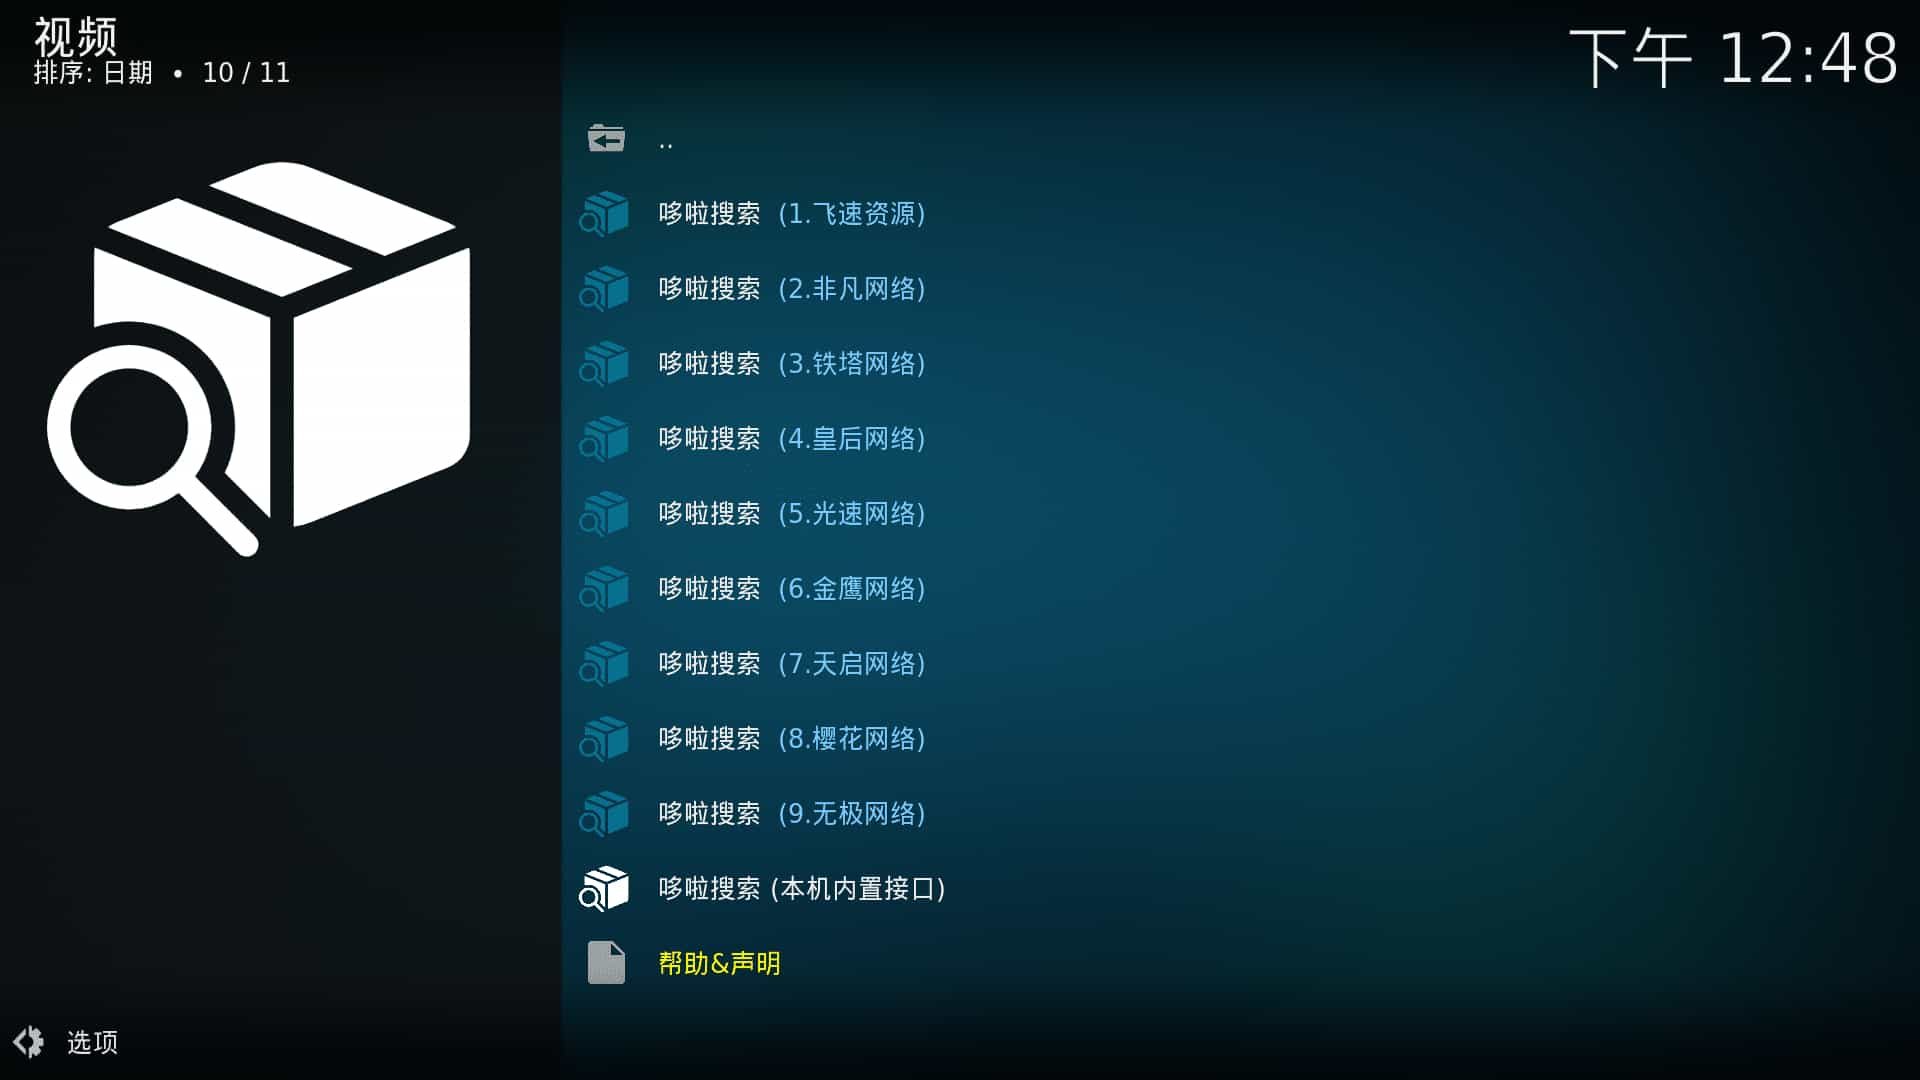 视频
排序: 日期 • 10 / 11
下午 12:48
..
哆啦搜索 (1.飞速资源)
哆啦搜索 (2.非凡网络)
哆啦搜索 (3.铁塔网络)
哆啦搜索 (4.皇后网络)
哆啦搜索 (5.光速网络)
哆啦搜索 (6.金鹰网络)
哆啦搜索 (7.天启网络)
哆啦搜索 (8.樱花网络)
哆啦搜索 (9.无极网络)
哆啦搜索 (本机内置接口)
帮助&声明
选项